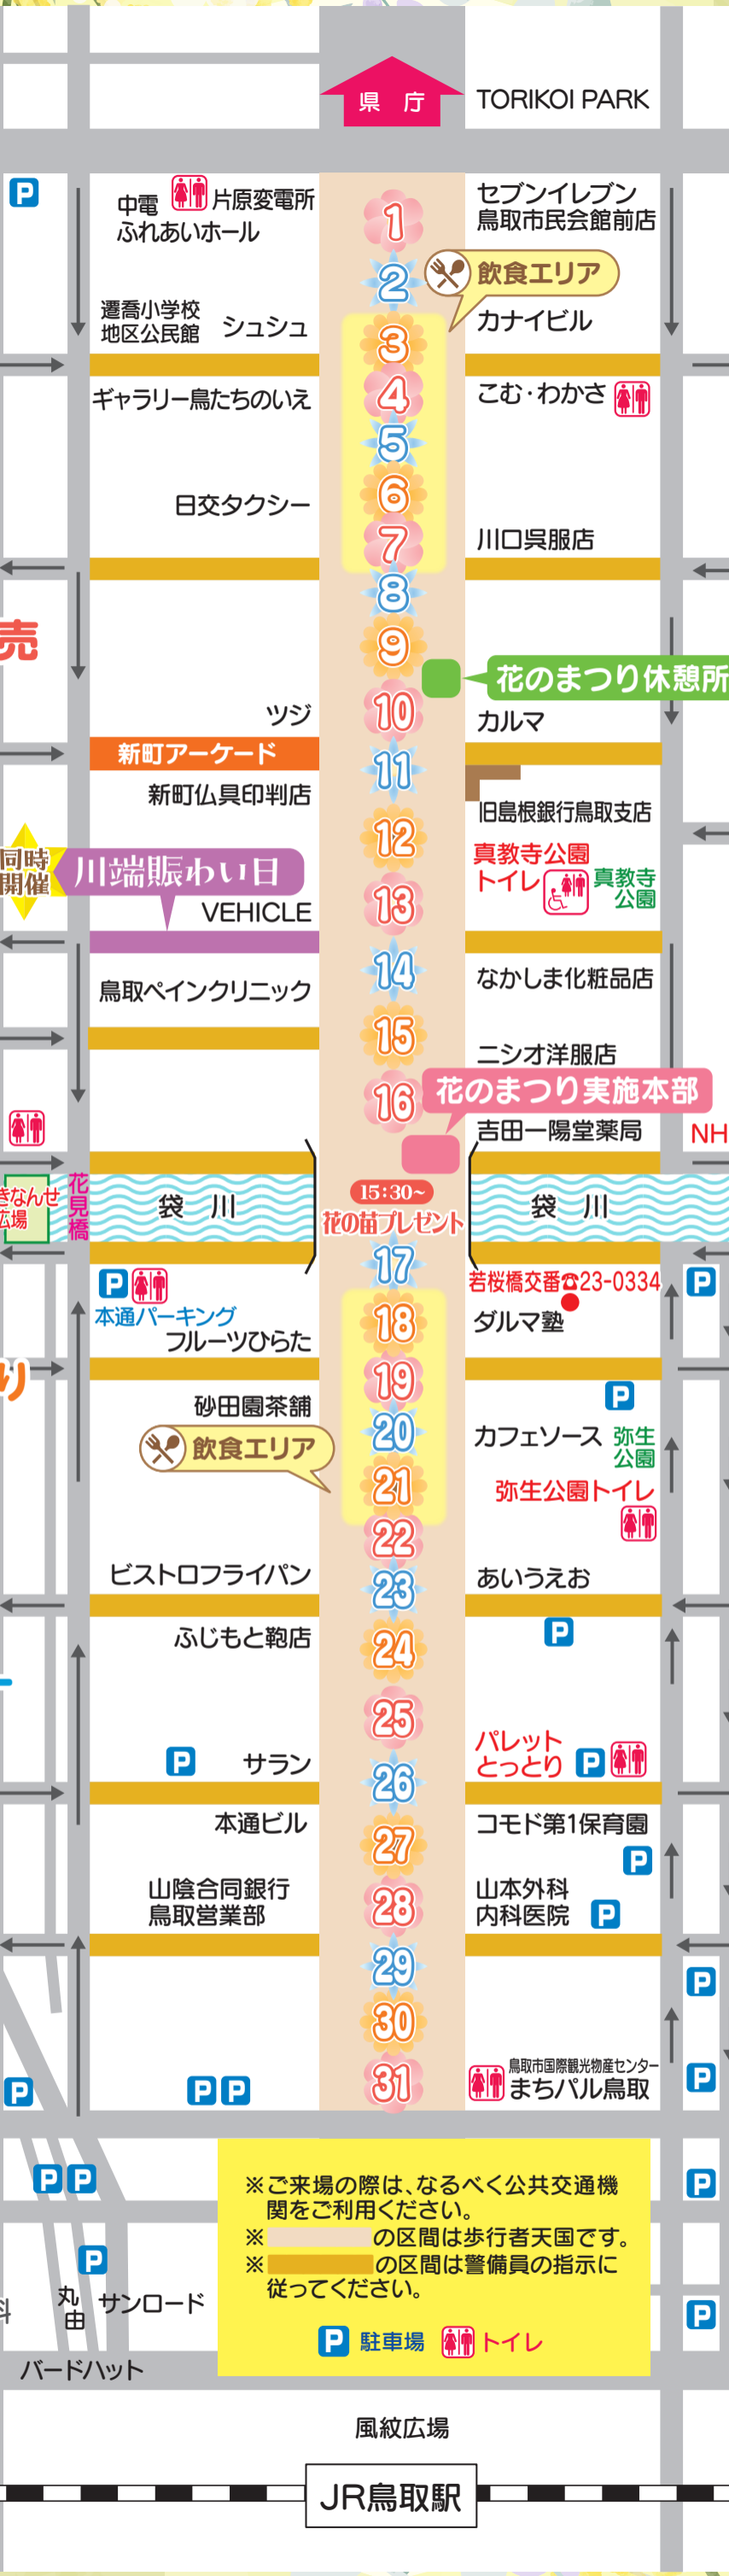 県 庁
TORIKOI PARK
P
中電
ふれあいホール
片原変電所
1
セブンイレブン
鳥取市民会館前店
2
飲食エリア
遷喬小学校
地区公民館
シュシュ
カナイビル
3
ギャラリー鳥たちのいえ
4
こむ・わかさ
5
日交タクシー
6
7
川口呉服店
8
売
9
花のまつり休憩所
ツジ
10
カルマ
新町アーケード
11
新町仏具印判店
旧島根銀行鳥取支店
12
同時
開催
川端賑わい日
真教寺公園
トイレ
真教寺
公園
VEHICLE
13
鳥取ペインクリニック
14
なかしま化粧品店
15
ニシオ洋服店
16
花のまつり実施本部
吉田一陽堂薬局
NH
きなんせ
広場
花見橋
袋 川
15:30~
花の苗プレゼント
袋 川
17
P
本通パーキング
フルーツひらた
若桜橋交番☎23-0334
P
ダルマ塾
18
り
19
P
砂田園茶舗
20
カフェソース
弥生
公園
飲食エリア
21
弥生公園トイレ
22
ビストロフライパン
23
あいうえお
ふじもと鞄店
24
P
25
パレット
とっとり
P
P
サラン
26
本通ビル
27
コモド第1保育園
P
山陰合同銀行
鳥取営業部
28
山本外科
内科医院
P
29
P
30
P
P P
31
鳥取市国際観光物産センター
まちパル鳥取
P
P P
P
※ご来場の際は、なるべく公共交通機
関をご利用ください。
※ の区間は歩行者天国です。
※ の区間は警備員の指示に
従ってください。
P 駐車場
トイレ
P
丸由
サンロード
P
バードハット
風紋広場
JR鳥取駅